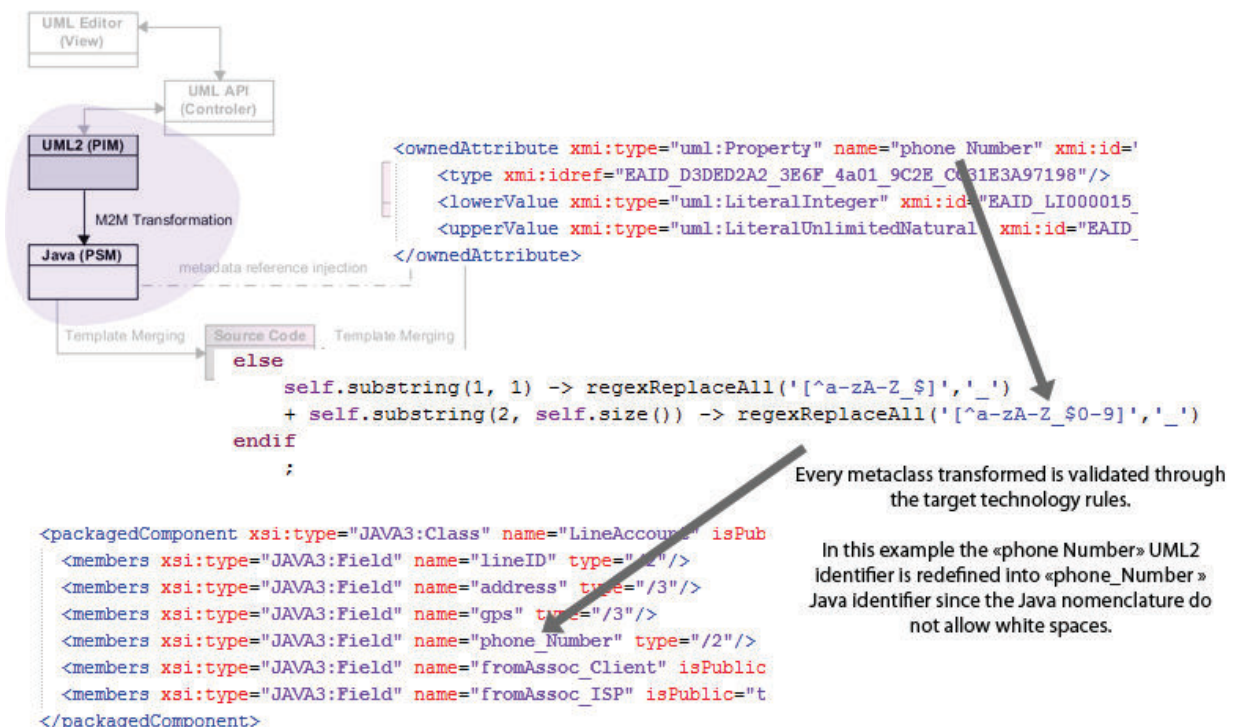 UML Editor
(View)
UML API
(Controler)
UML2 (PIM)
M2M Transformation
Java (PSM)
metadata reference injection
Template Merging
Source Code
Template Merging
<ownedAttribute xmi:type="uml:Property" name="phone Number" xmi:id="
<type xmi:idref="EAID_D3DED2A2_3E6F_4a01_9C2E_CC31E3A97198"/>
<lowerValue xmi:type="uml:LiteralInteger" xmi:id="EAID_LI000015_
<upperValue xmi:type="uml:LiteralUnlimitedNatural" xmi:id="EAID_
</ownedAttribute>
else
self.substring(1, 1) -> regexReplaceAll('[^a-zA-Z_$]','_')
+ self.substring(2, self.size()) -> regexReplaceAll('[^a-zA-Z_$0-9]','_')
endif
;
Every metaclass transformed is validated through
the target technology rules.
In this example the «phone Number» UML2
identifier is redefined into «phone_Number »
Java identifier since the Java nomenclature do
not allow white spaces.
<packagedComponent xsi:type="JAVA3:Class" name="LineAccount" isPub
<members xsi:type="JAVA3:Field" name="lineID" type="/2"/>
<members xsi:type="JAVA3:Field" name="address" type="/3"/>
<members xsi:type="JAVA3:Field" name="gps" type="/3"/>
<members xsi:type="JAVA3:Field" name="phone_Number" type="/2"/>
<members xsi:type="JAVA3:Field" name="fromAssoc_Client" isPublic
<members xsi:type="JAVA3:Field" name="fromAssoc_ISP" isPublic="t
</packagedComponent>